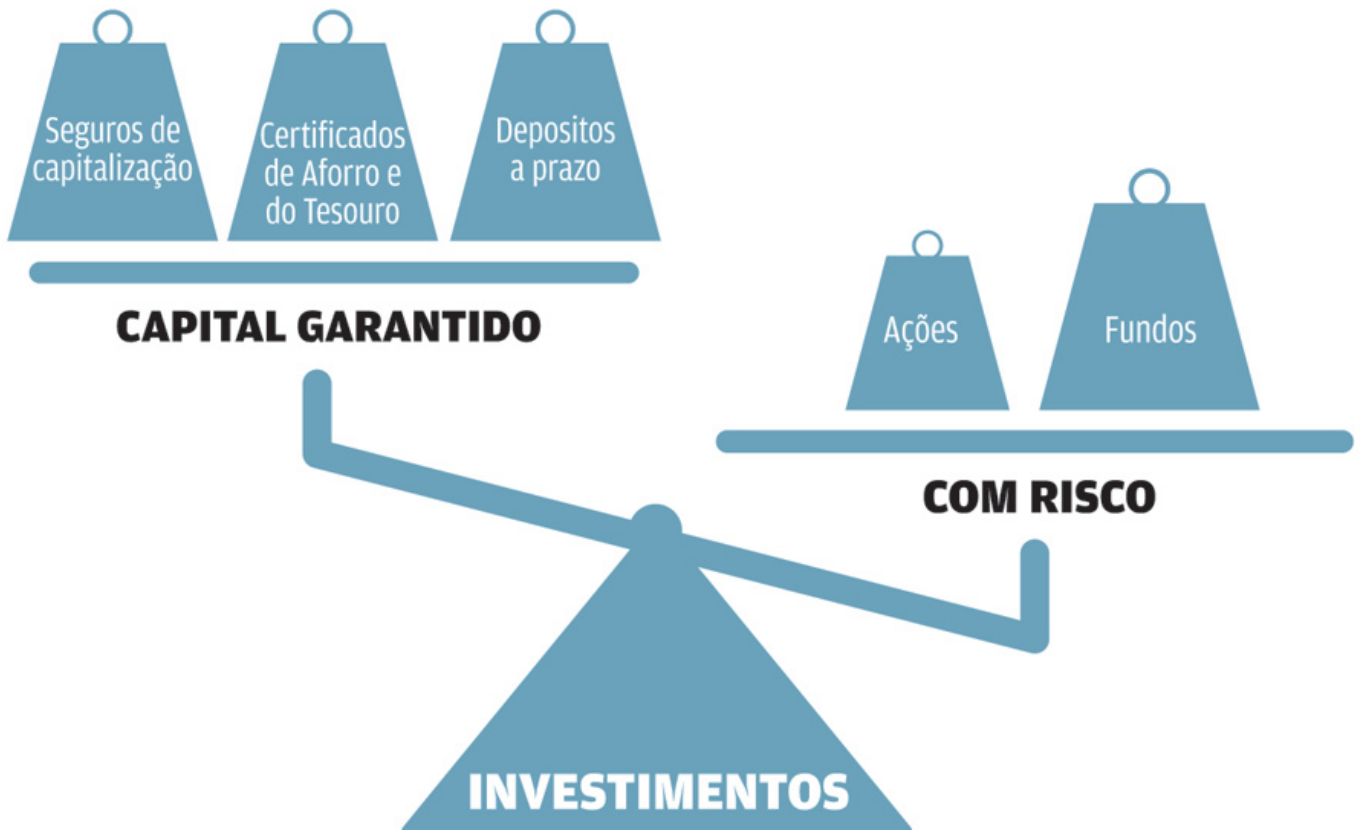 Seguros de
capitalização
Certificados
de Aforro e
do Tesouro
Depositos
a prazo
CAPITAL GARANTIDO
Ações
Fundos
COM RISCO
INVESTIMENTOS